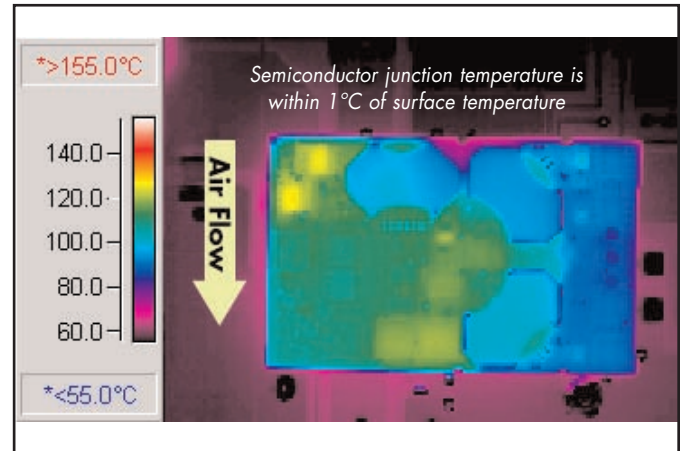 *>155.0°C
Semiconductor junction temperature is
within 1°C of surface temperature
140.0
120.0
100.0
80.0
60.0
Air Flow
*<55.0°C